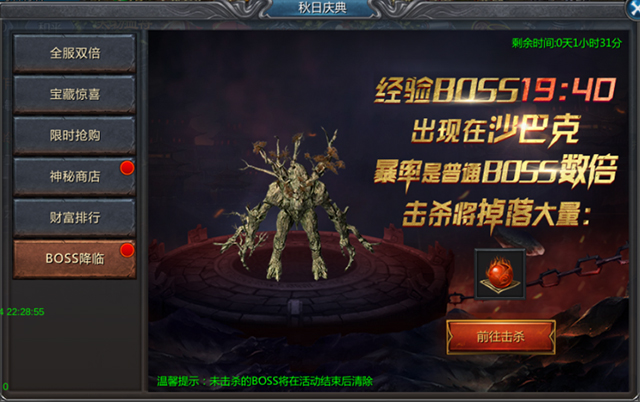 秋日庆典
剩余时间:0天1小时31分
全服双倍
宝藏惊喜
限时抢购
神秘商店
财富排行
BOSS降临
经验BOSS19:40
出现在沙巴克
暴率是普通BOSS数倍
击杀将掉落大量:
前往击杀
4 22:28:55
温馨提示：未击杀的BOSS将在活动结束后清除
0